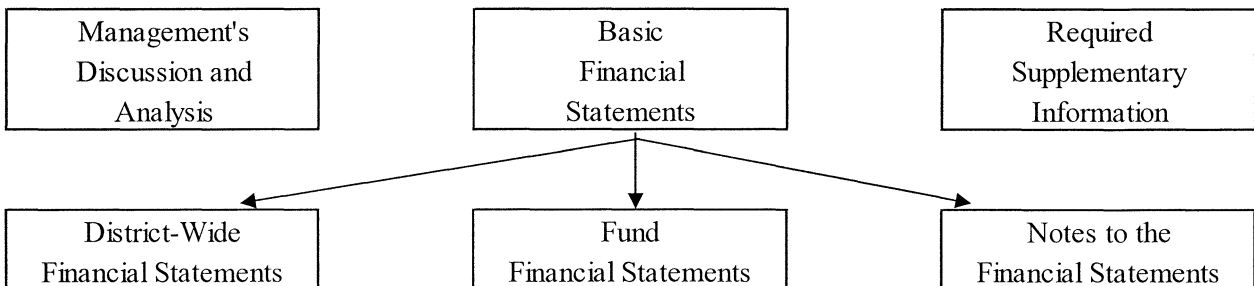 Management's
Discussion and
Analysis
Basic
Financial
Statements
Required
Supplementary
Information
District-Wide
Financial Statements
Fund
Financial Statements
Notes to the
Financial Statements